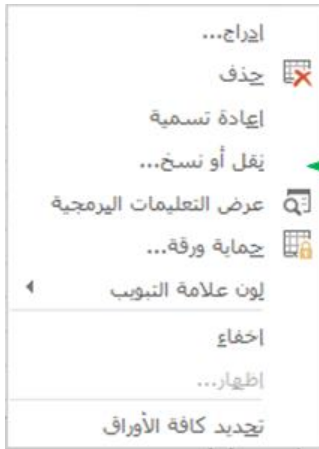 إدراج...
حذف
إعادة تسمية
نقل أو نسخ...
عرض التعليمات البرمجية
حماية ورقة...
لون علامة التبويب
إخفاء
إظهار...
تحديد كافة الأوراق